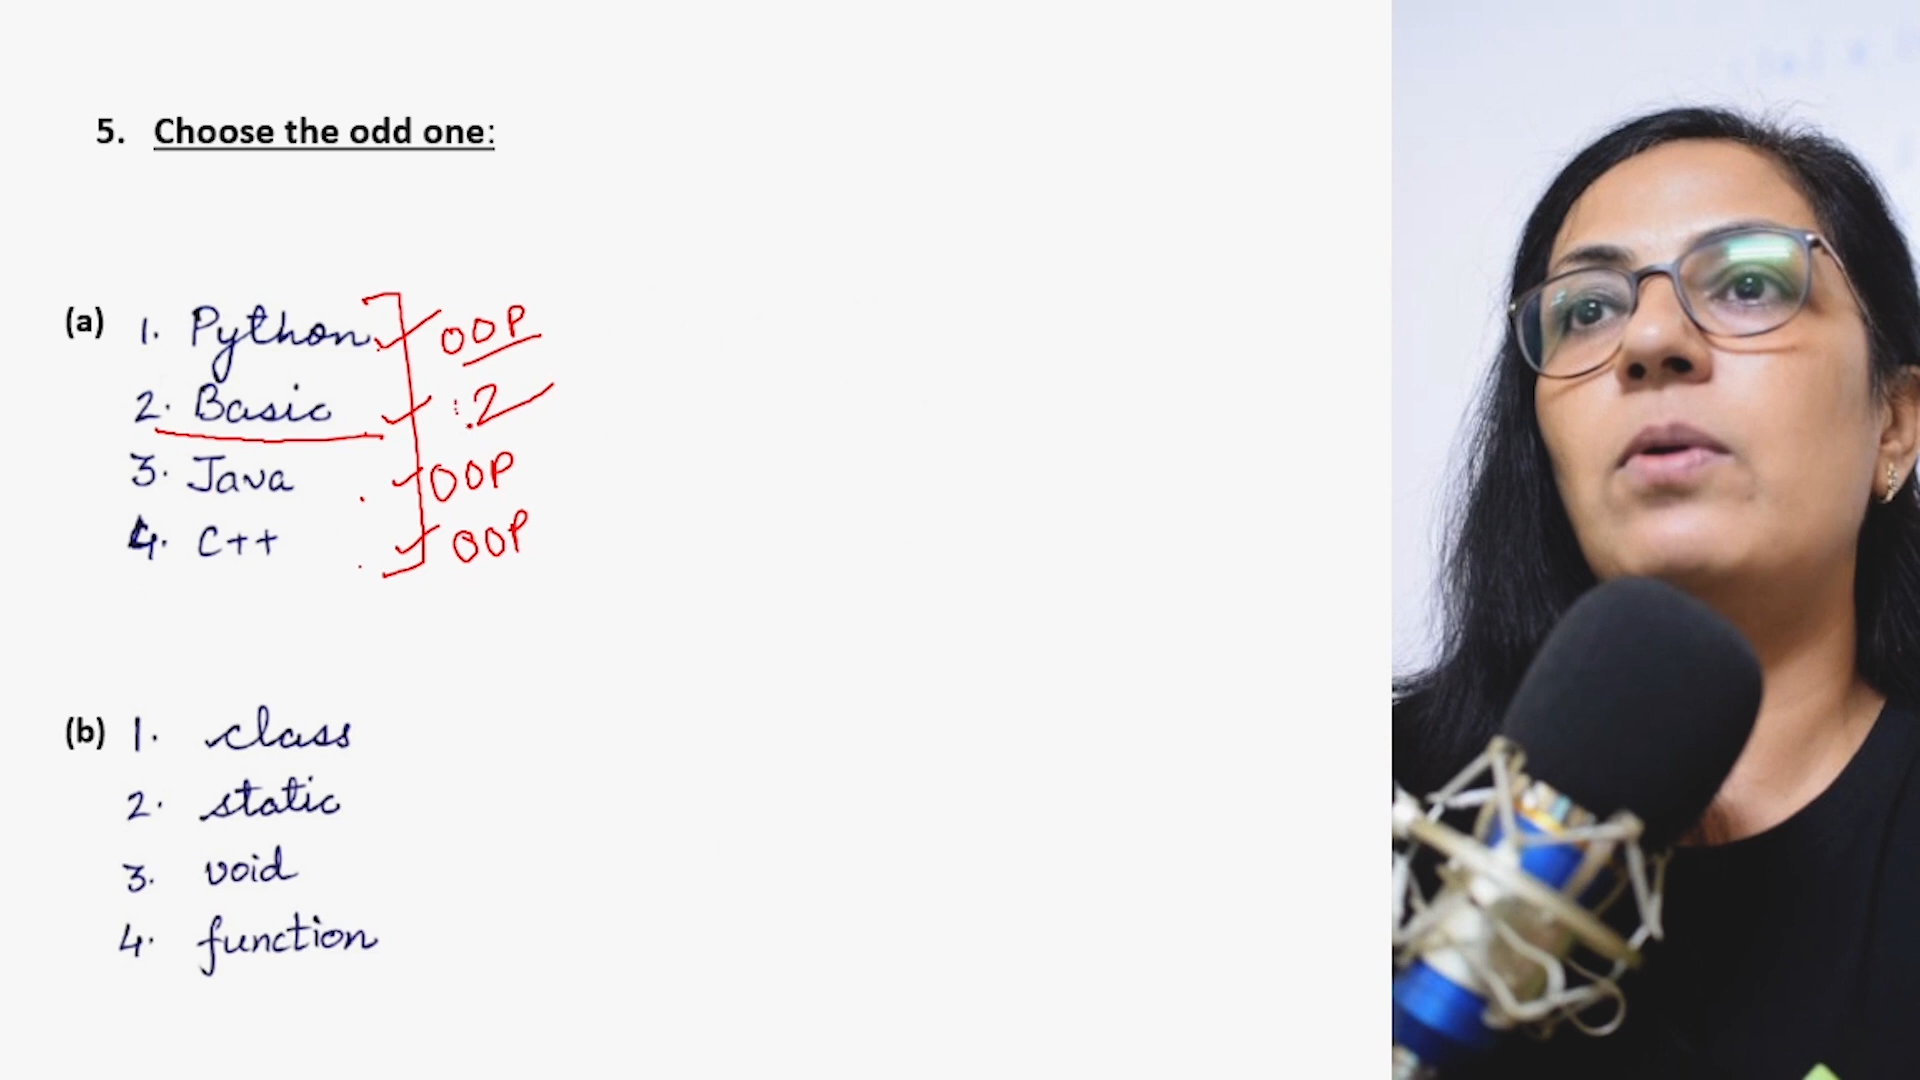 5. Choose the odd one:
(a) 1. Python OOP
2. Basic 2
3. Java OOP
4. C++ OOP
(b) 1. class
2. static
3. void
4. function